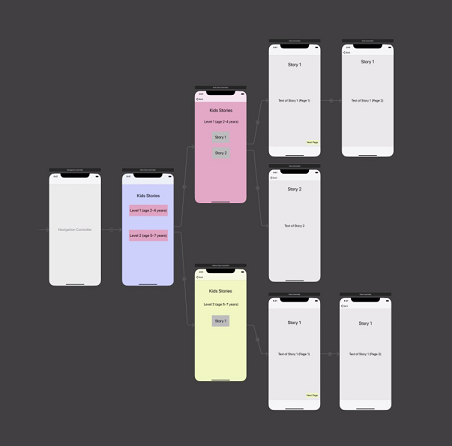 Navigation Controller
Kids Stories
Level 1 (age 2-4 years)
Level 2 (age 5-7 years)
Kids Stories
Level 1 (age 2-4 years)
Story 1
Story 2
Kids Stories
Level 2 (age 5-7 years)
Story 1
Story 1
Text of Story 1 (Page 1)
Next Page
Story 1
Text of Story 1 (Page 2)
Story 2
Text of Story 2
Story 1
Text of Story 1 (Page 1)
Next Page
Story 1
Text of Story 1 (Page 2)